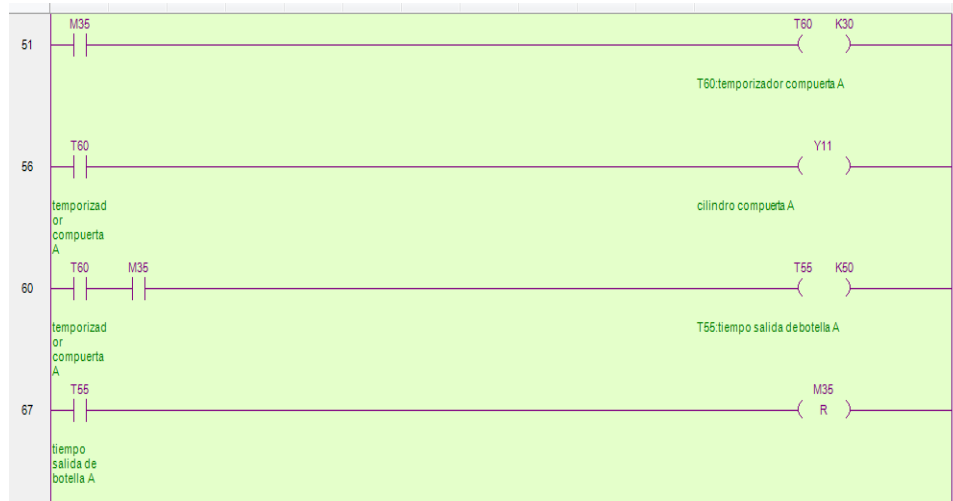 M35 T60 K30
51
T60:temporizador compuerta A
T60 Y11
56
temporizad
or
compuerta
A
cilindro compuerta A
T60 M35 T55 K50
60
temporizad
or
compuerta
A
T55:tiempo salida de botella A
T55 M35
67 R
tiempo
salida de
botella A